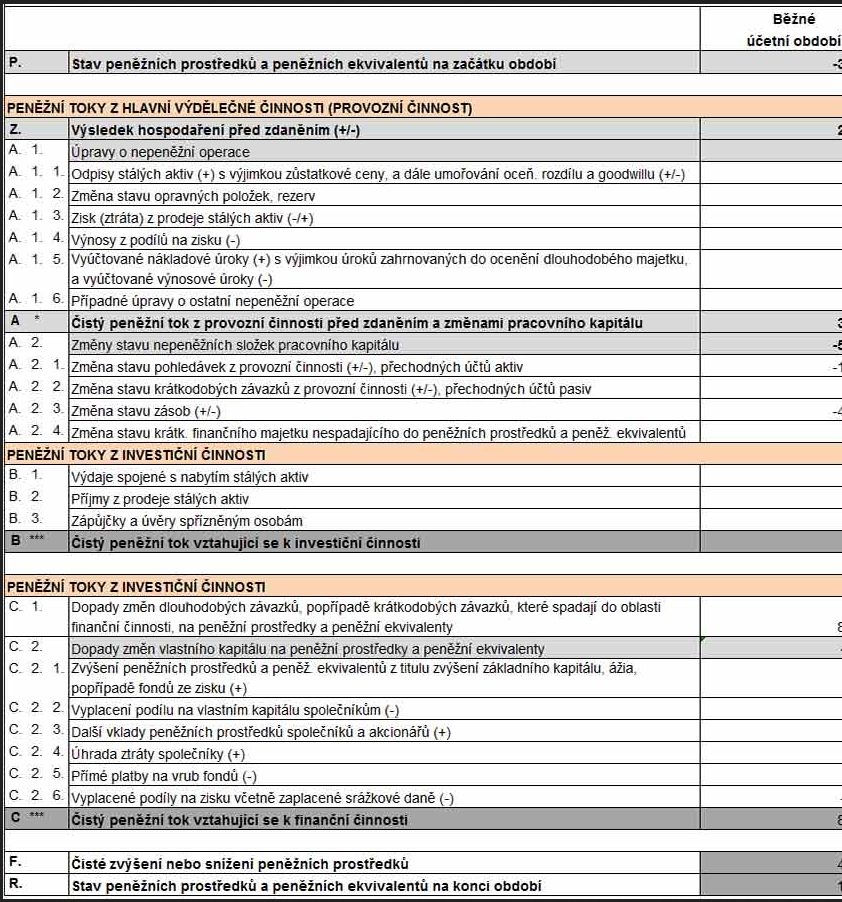 Běžné
účetní období
P. Stav peněžních prostředků a peněžních ekvivalentů na začátku období -3
PENĚŽNÍ TOKY Z HLAVNÍ VÝDĚLEČNÉ ČINNOSTI (PROVOZNÍ ČINNOST)
Z. Výsledek hospodaření před zdaněním (+/-) 2
A. 1. Úpravy o nepeněžní operace
A. 1. 1. Odpisy stálých aktiv (+) s výjimkou zůstatkové ceny, a dále umořování oceň. rozdílu a goodwillu (+/-)
A. 1. 2. Změna stavu opravných položek, rezerv
A. 1. 3. Zisk (ztráta) z prodeje stálých aktiv (-/+)
A. 1. 4. Výnosy z podílů na zisku (-)
A. 1. 5. Vyúčtované nákladové úroky (+) s výjimkou úroků zahrnovaných do ocenění dlouhodobého majetku,
a vyúčtované výnosové úroky (-)
A. 1. 6. Případné úpravy o ostatní nepeněžní operace
A * Čistý peněžní tok z provozní činnosti před zdaněním a změnami pracovního kapitálu 3
A. 2. Změny stavu nepeněžních složek pracovního kapitálu -5
A. 2. 1. Změna stavu pohledávek z provozní činnosti (+/-), přechodných účtů aktiv -1
A. 2. 2. Změna stavu krátkodobých závazků z provozní činnosti (+/-), přechodných účtů pasiv
A. 2. 3. Změna stavu zásob (+/-) -4
A. 2. 4. Změna stavu krátk. finančního majetku nespadajícího do peněžních prostředků a peněž. ekvivalentů
PENĚŽNÍ TOKY Z INVESTIČNÍ ČINNOSTI
B. 1. Výdaje spojené s nabytím stálých aktiv
B. 2. Příjmy z prodeje stálých aktiv
B. 3. Zápůjčky a úvěry spřízněným osobám
B *** Čistý peněžní tok vztahující se k investiční činnosti
PENĚŽNÍ TOKY Z INVESTIČNÍ ČINNOSTI
C. 1. Dopady změn dlouhodobých závazků, popřípadě krátkodobých závazků, které spadají do oblasti
finanční činnosti, na peněžní prostředky a peněžní ekvivalenty 8
C. 2. Dopady změn vlastního kapitálu na peněžní prostředky a peněžní ekvivalenty -
C. 2. 1. Zvýšení peněžních prostředků a peněž. ekvivalentů z titulu zvýšení základního kapitálu, ážia,
popřípadě fondů ze zisku (+)
C. 2. 2. Vyplacení podílu na vlastním kapitálu společníkům (-)
C. 2. 3. Další vklady peněžních prostředků společníků a akcionářů (+)
C. 2. 4. Úhrada ztráty společníky (+)
C. 2. 5. Přímé platby na vrub fondů (-)
C. 2. 6. Vyplacené podíly na zisku včetně zaplacené srážkové daně (-) -
C *** Čistý peněžní tok vztahující se k finanční činnosti 8
F. Čisté zvýšení nebo snížení peněžních prostředků 4
R. Stav peněžních prostředků a peněžních ekvivalentů na konci období 1